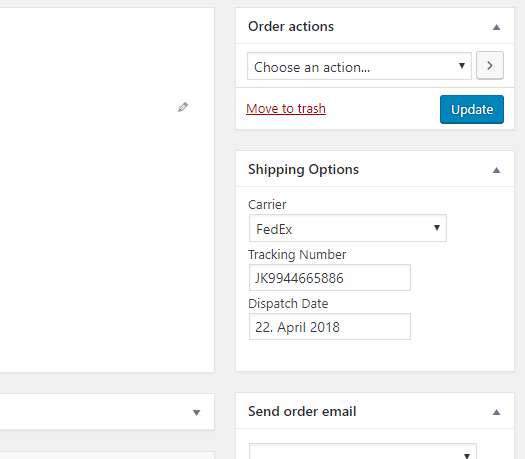 Order actions
Choose an action...
Move to trash
Update
Shipping Options
Carrier
FedEx
Tracking Number
JK9944665886
Dispatch Date
22. April 2018
Send order email